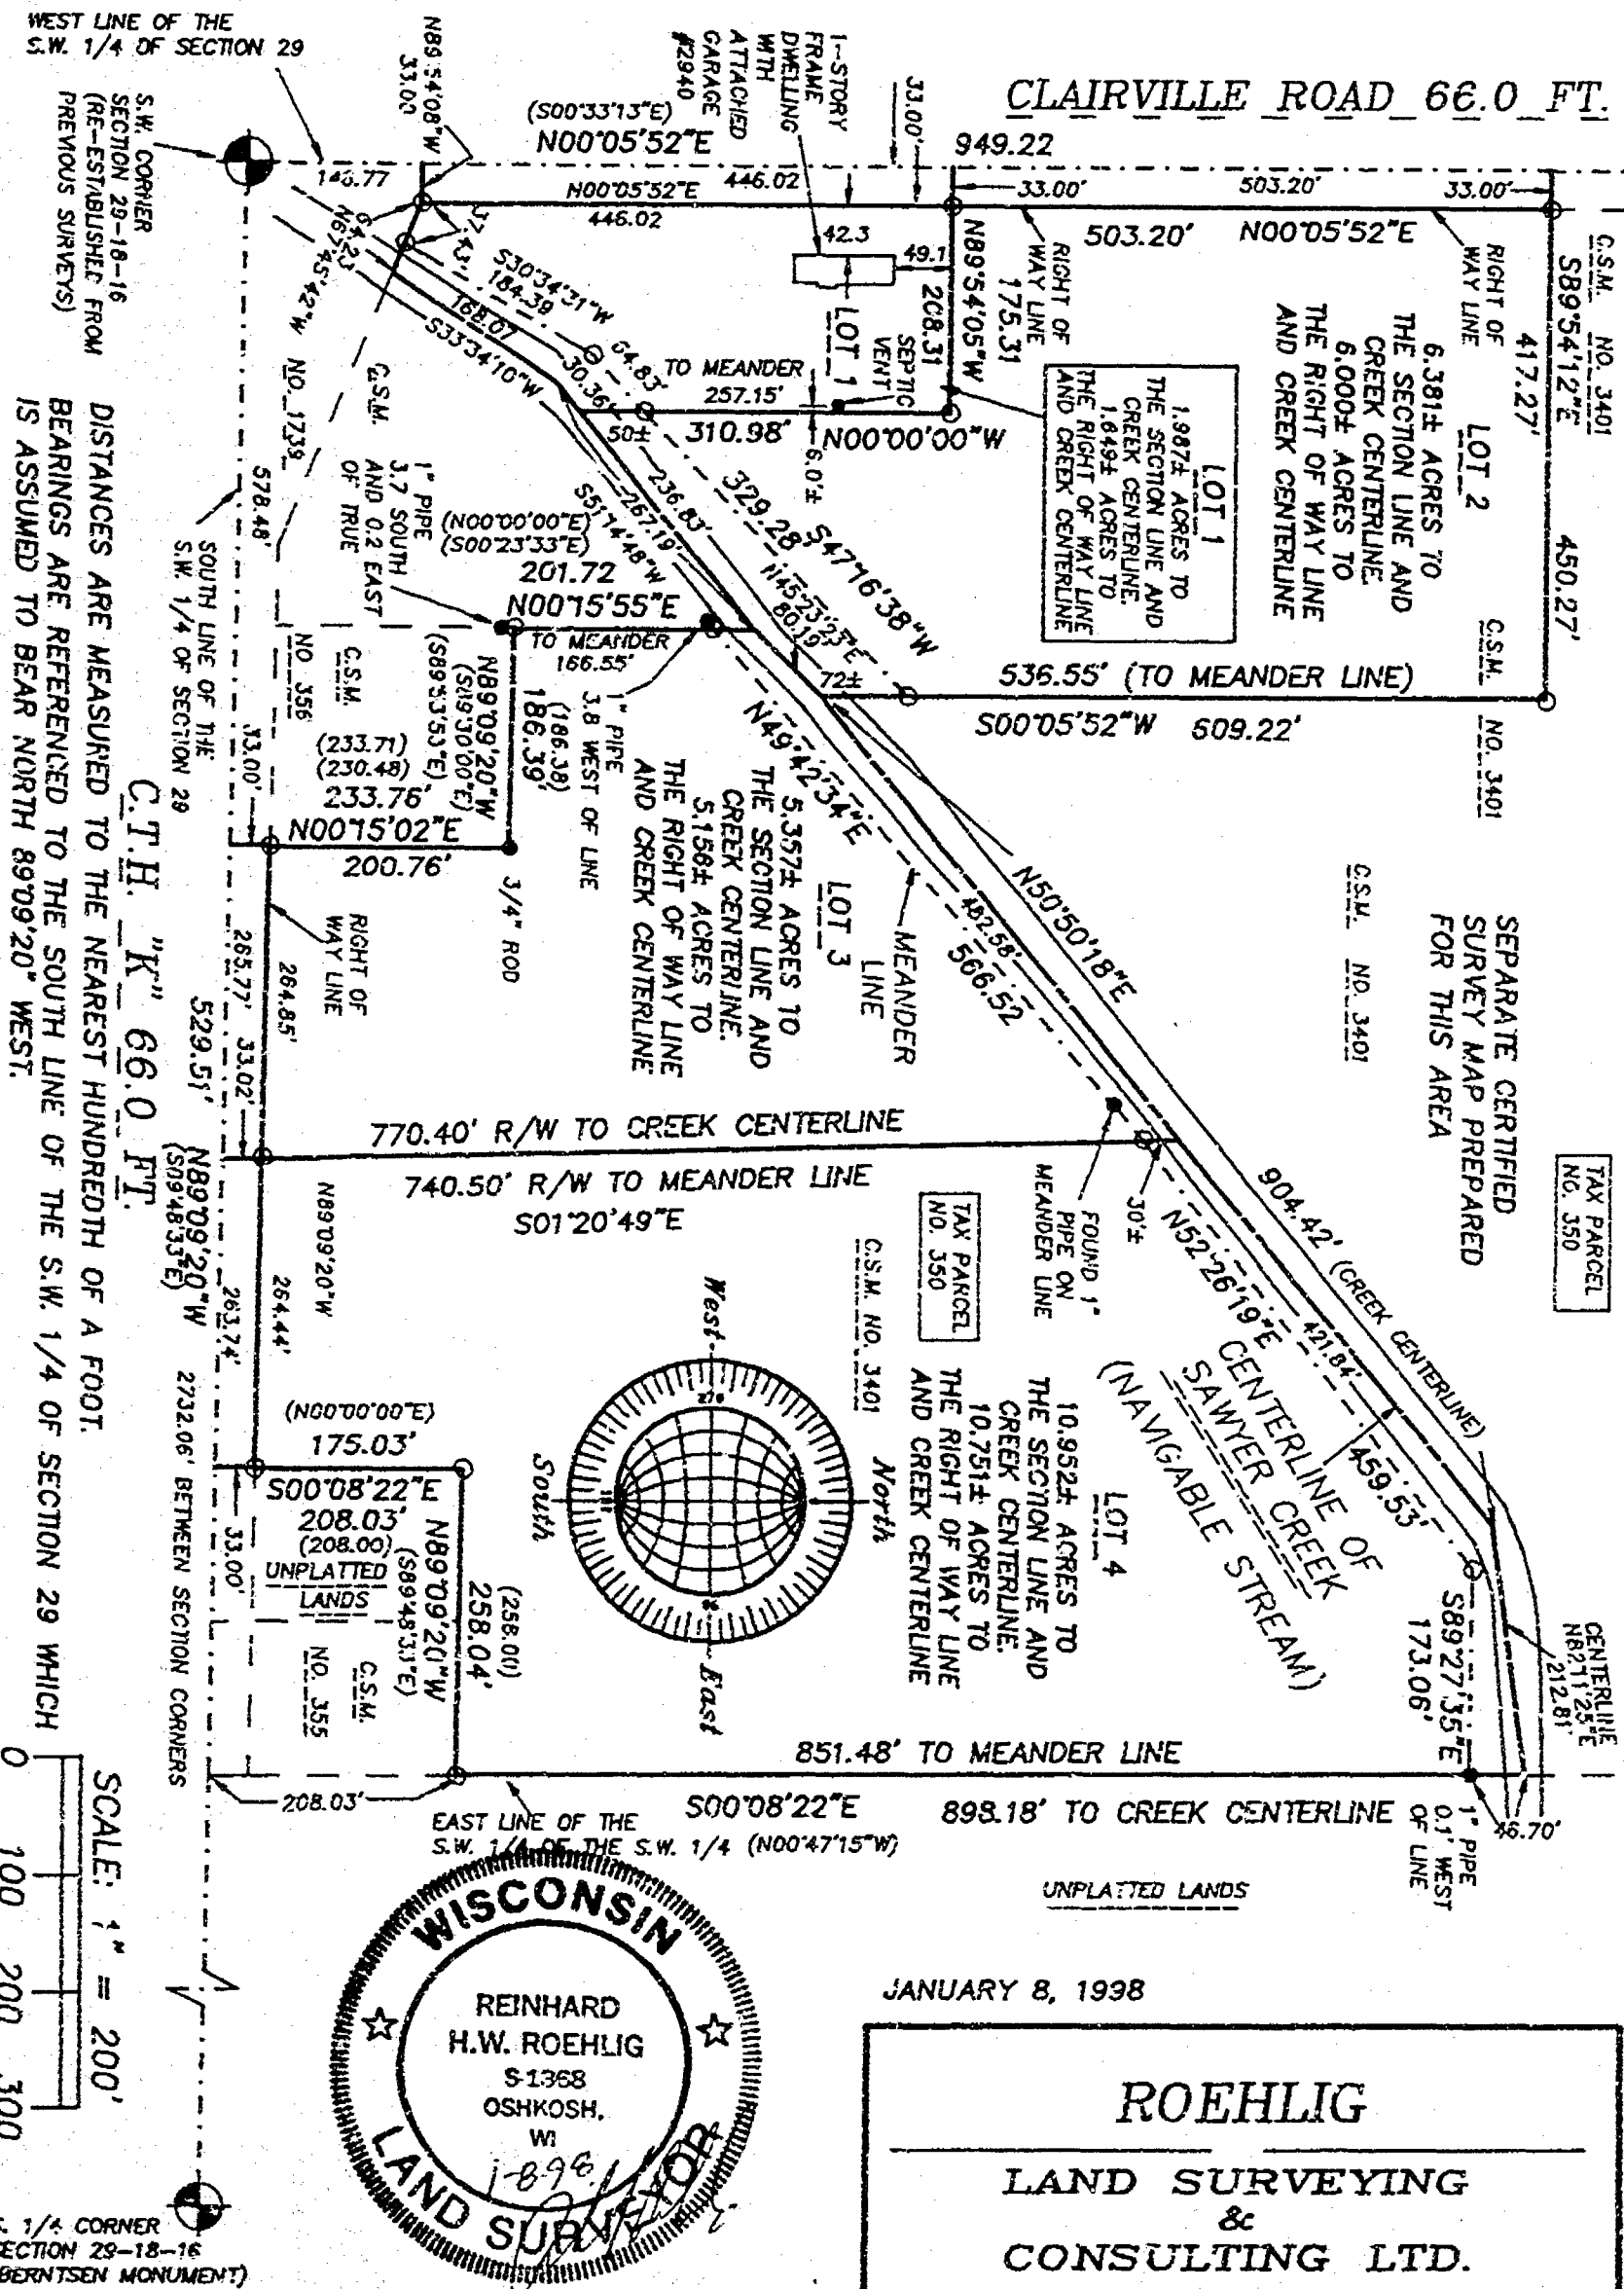 WEST LINE OF THE
S.W. 1/4 OF SECTION 29
S.W. CORNER
SECTION 29-18-16
(RE-ESTABLISHED FROM
PREVIOUS SURVEYS)
N89°54'08"W
33.00
(S00°33'13"E)
N00°05'52"E
1-STORY
FRAME
DWELLING
WITH
ATTACHED
GARAGE
#2940
33.00'
CLAIRVILLE ROAD 66.0 FT.
949.22
446.02
N00°05'52"E
446.02
33.00'
503.20'
33.00'
503.20'
N00°05'52"E
RIGHT OF
WAY LINE
RIGHT OF
WAY LINE
C.S.M. NO. 3401
S89°54'12"E
417.27'
450.27'
LOT 2
6.381± ACRES TO
THE SECTION LINE AND
CREEK CENTERLINE.
6.000± ACRES TO
THE RIGHT OF WAY LINE
AND CREEK CENTERLINE
LOT 1
1.987± ACRES TO
THE SECTION LINE AND
CREEK CENTERLINE.
1.649± ACRES TO
THE RIGHT OF WAY LINE
AND CREEK CENTERLINE
N89°54'05"W
175.31
208.31
42.3
49.1
LOT 1
SEPTIC
VENT
6.0'±
TO MEANDER
257.15'
310.98'
N00°00'00"W
37.43'
64.23
N67°45'42"W
S30°34'31"W
184.39
168.07
S33°34'10"W
30.36'
64.83'
50±
236.83'
267.19'
S51°14'48"W
329.28'
S47°16'38"W
N45°23'23"E
80.19'
72±
C.S.M.
NO. 1739
578.48'
SOUTH LINE OF THE
S.W. 1/4 OF SECTION 29
1" PIPE
3.7 SOUTH
AND 0.2 EAST
OF TRUE
(N00°00'00"E)
(S00°23'33"E)
201.72
N00°15'55"E
TO MEANDER
166.55'
536.55' (TO MEANDER LINE)
S00°05'52"W 609.22'
C.S.M. NO. 3401
C.S.M.
NO 356
(S89°53'53"E)
N89°09'20"W
186.39'
(186.38)
1" PIPE
3.8 WEST OF LINE
(233.71)
(230.48)
233.76'
N00°15'02"E
200.76'
33.00'
3/4" ROD
N49°42'34"E
LOT 3
5.357± ACRES TO
THE SECTION LINE AND
CREEK CENTERLINE.
5.156± ACRES TO
THE RIGHT OF WAY LINE
AND CREEK CENTERLINE
MEANDER
LINE
482.58'
566.52
N50°50'18"E
904.42' (CREEK CENTERLINE)
C.S.M. NO. 3401
SEPARATE CERTIFIED
SURVEY MAP PREPARED
FOR THIS AREA
TAX PARCEL
NO. 350
RIGHT OF
WAY LINE
265.77'
264.85'
33.02'
529.51'
N89°09'20"W
770.40' R/W TO CREEK CENTERLINE
740.50' R/W TO MEANDER LINE
S01°20'49"E
30'±
FOUND 1"
PIPE ON
MEANDER LINE
N52°26'19"E
421.84'
459.53'
CENTERLINE OF
SAWYER CREEK
(NAVIGABLE STREAM)
TAX PARCEL
NO. 350
C.S.M. NO. 3401
LOT 4
10.952± ACRES TO
THE SECTION LINE AND
CREEK CENTERLINE.
10.751± ACRES TO
THE RIGHT OF WAY LINE
AND CREEK CENTERLINE
West
North
South
East
N89°09'20"W
264.44'
263.74'
2732.06' BETWEEN SECTION CORNERS
(N00°00'00"E)
175.03'
S00°08'22"E
208.03'
(208.00)
UNPLATTED
LANDS
33.00'
N89°09'20"W
(S89°48'33"E)
258.04'
(258.00)
C.S.M.
NO. 355
208.03'
CENTERLINE
N82°11'25"E
212.81'
S89°27'35"E
173.06'
851.48' TO MEANDER LINE
S00°08'22"E
898.18' TO CREEK CENTERLINE
46.70'
1" PIPE
0.1' WEST
OF LINE
EAST LINE OF THE
S.W. 1/4 OF THE S.W. 1/4 (N00°47'15"W)
UNPLATTED LANDS
C.T.H. "K" 66.0 FT.
DISTANCES ARE MEASURED TO THE NEAREST HUNDREDTH OF A FOOT.
BEARINGS ARE REFERENCED TO THE SOUTH LINE OF THE S.W. 1/4 OF SECTION 29 WHICH
IS ASSUMED TO BEAR NORTH 89°09'20" WEST.
SCALE: 1" = 200'
0 100 200 300
WISCONSIN
REINHARD
H.W. ROEHLIG
S-1368
OSHKOSH,
WI
LAND SURVEYOR
1-8-98
JANUARY 8, 1998
ROEHLIG
LAND SURVEYING
&
CONSULTING LTD.
1/4 CORNER
SECTION 29-18-16
BERNTSEN MONUMENT)